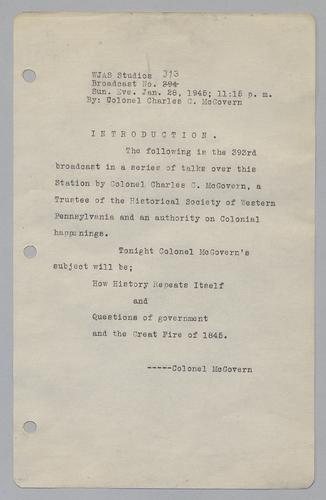 WJAS Studios 393
Broadcast No. 394
Sun. Eve. Jan. 28, 1945; 11:15 p. m.
By: Colonel Charles C. McGovern
I N T R O D U C T I O N .
The following is the 393rd
broadcast in a series of talks over this
Station by Colonel Charles C. McGovern, a
Trustee of the Historical Society of Western
Pennsylvania and an authority on Colonial
happenings.
Tonight Colonel McGovern's
subject will be;
How History Repeats Itself
and
Questions of government
and the Great Fire of 1845.
-----Colonel McGovern